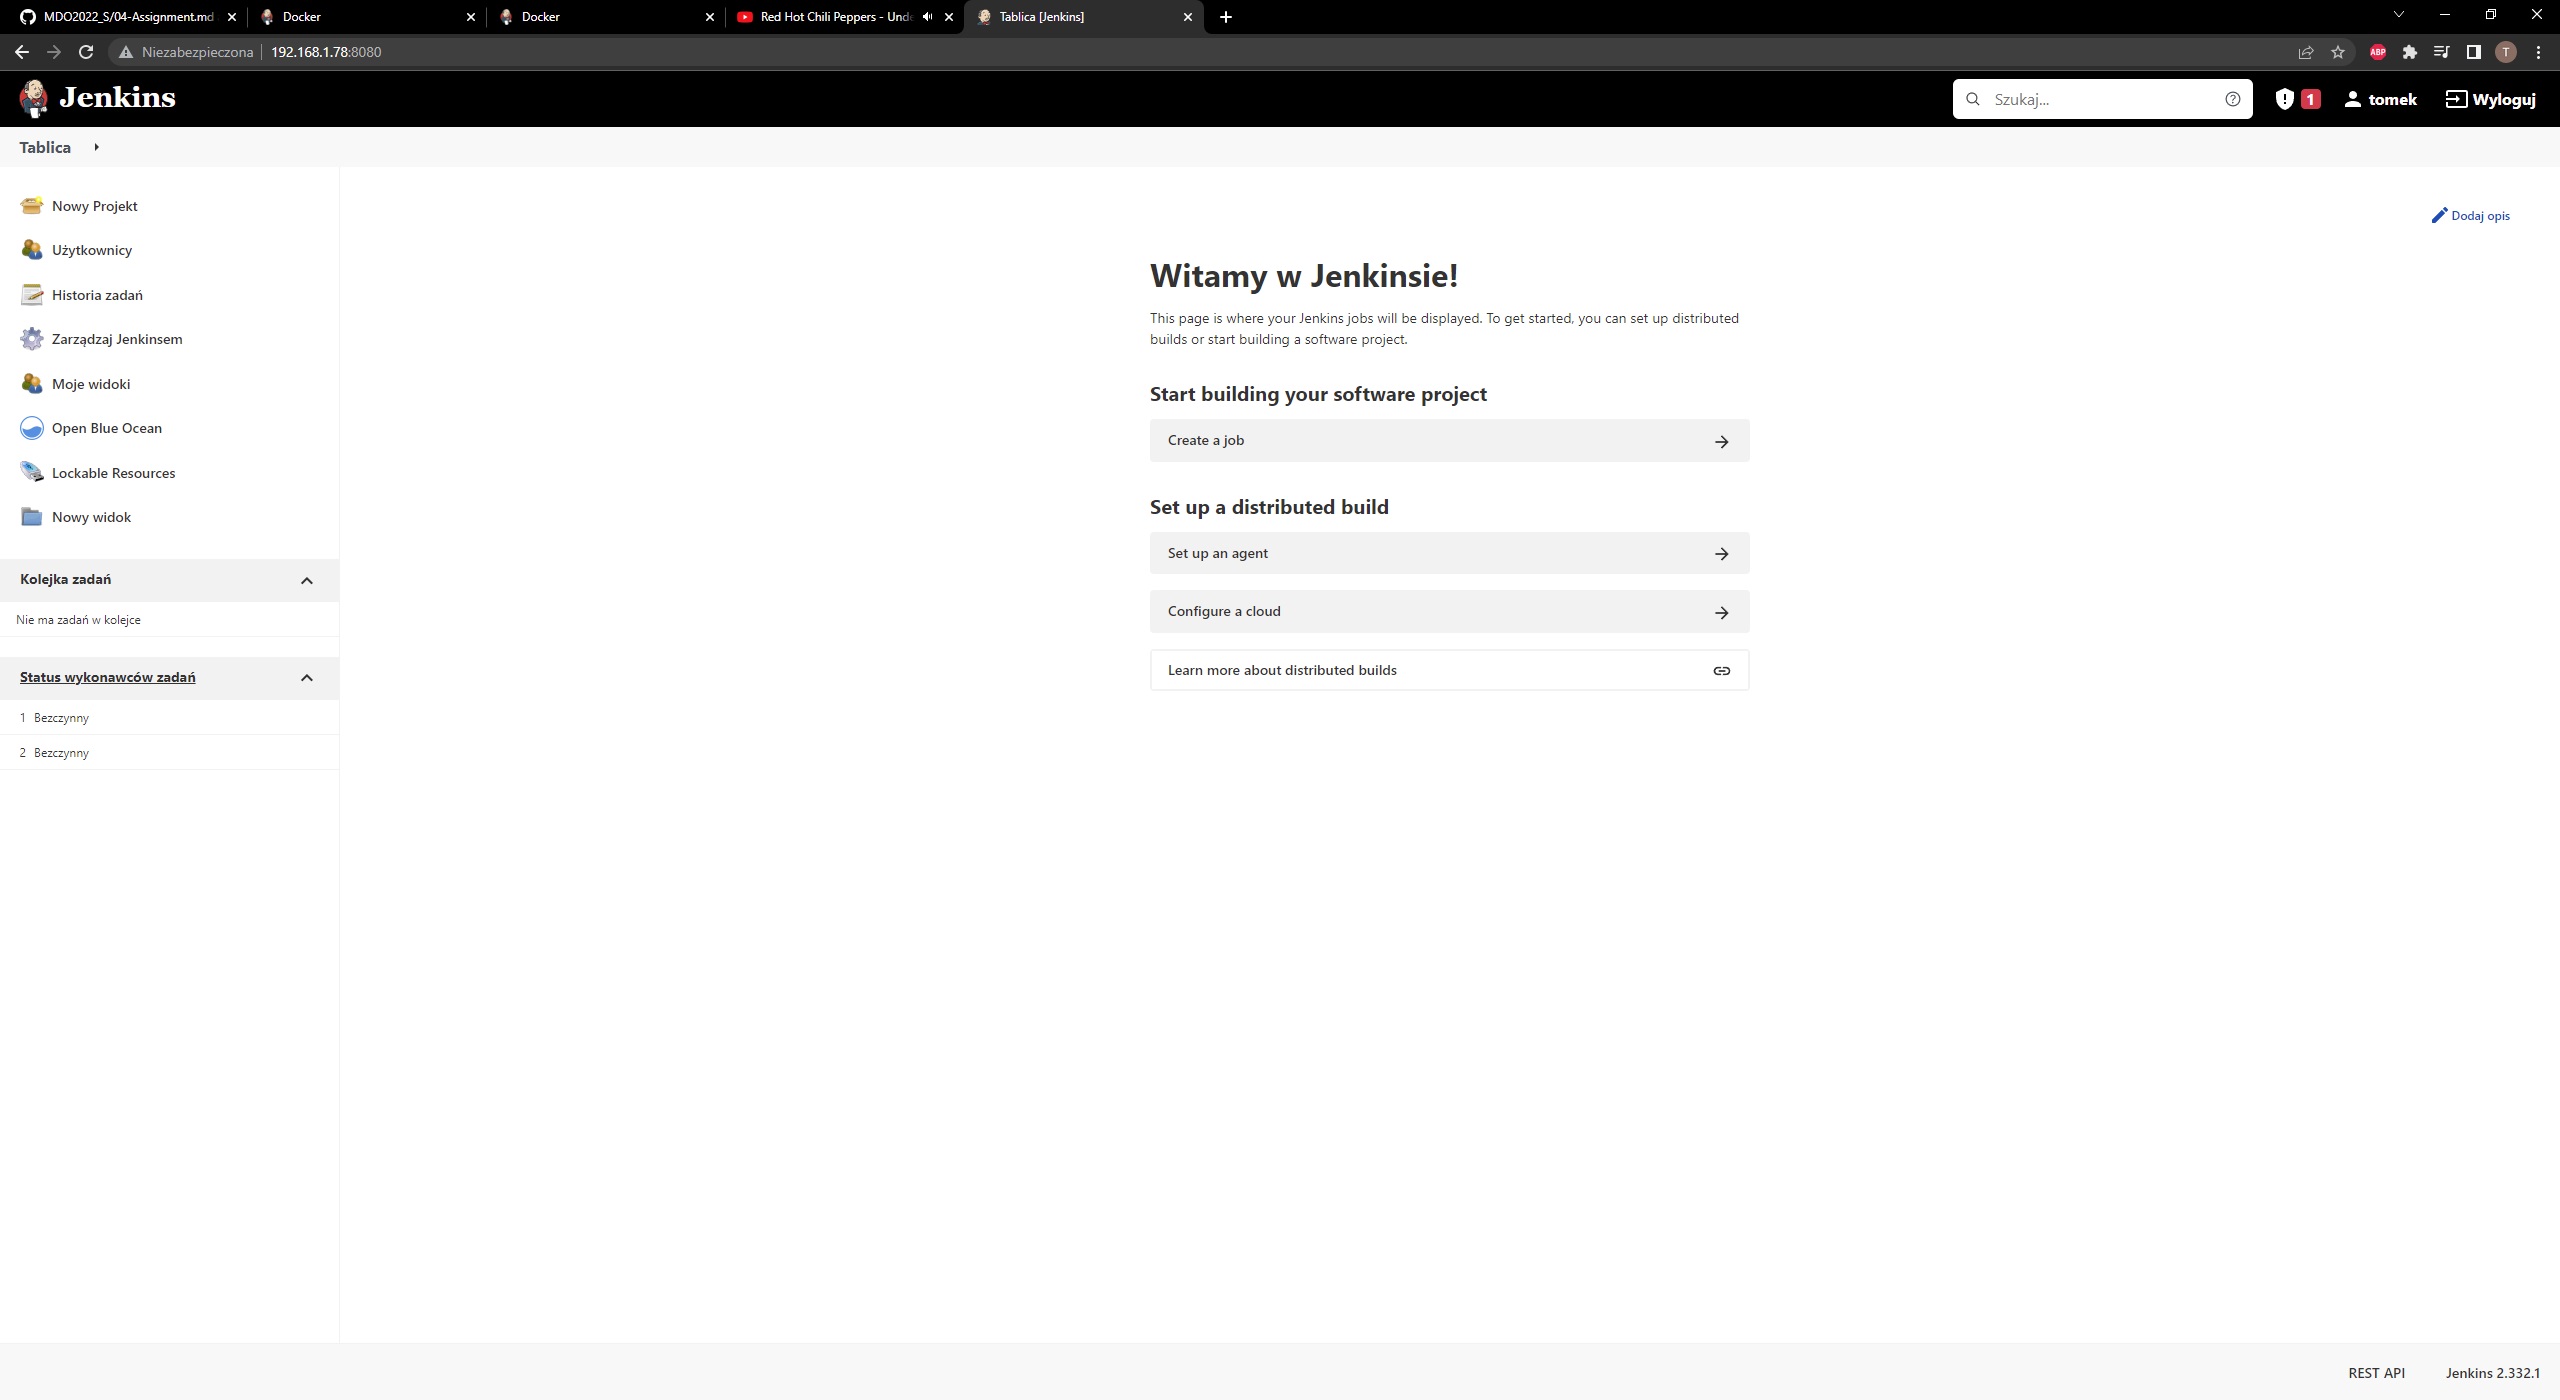 MDO2022_S/04-Assignment.md
Docker
Docker
Red Hot Chili Peppers - Unde
Tablica [Jenkins]
Niezabezpieczona
192.168.1.78:8080
ABP
T
Jenkins
Szukaj...
1
tomek
Wyloguj
Tablica
Nowy Projekt
Użytkownicy
Historia zadań
Zarządzaj Jenkinsem
Moje widoki
Open Blue Ocean
Lockable Resources
Nowy widok
Kolejka zadań
Nie ma zadań w kolejce
Status wykonawców zadań
1 Bezczynny
2 Bezczynny
Dodaj opis
Witamy w Jenkinsie!
This page is where your Jenkins jobs will be displayed. To get started, you can set up distributed
builds or start building a software project.
Start building your software project
Create a job
Set up a distributed build
Set up an agent
Configure a cloud
Learn more about distributed builds
REST API
Jenkins 2.332.1